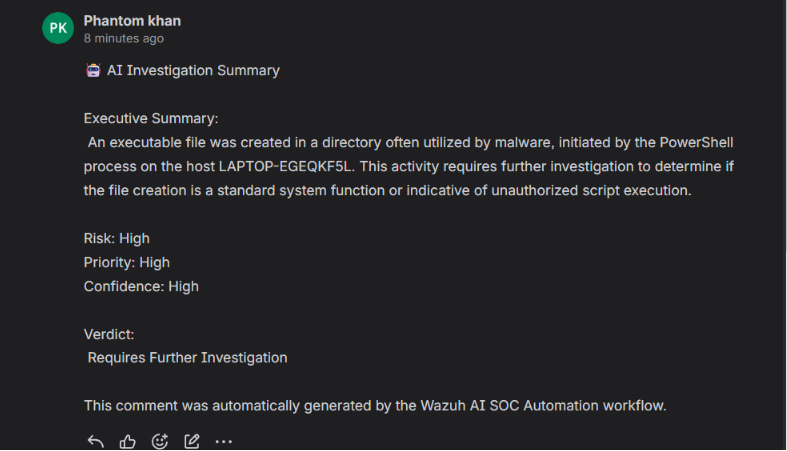 PK
Phantom khan
8 minutes ago
🤖 AI Investigation Summary
Executive Summary:
An executable file was created in a directory often utilized by malware, initiated by the PowerShell
process on the host LAPTOP-EGEQKF5L. This activity requires further investigation to determine if
the file creation is a standard system function or indicative of unauthorized script execution.
Risk: High
Priority: High
Confidence: High
Verdict:
Requires Further Investigation
This comment was automatically generated by the Wazuh AI SOC Automation workflow.